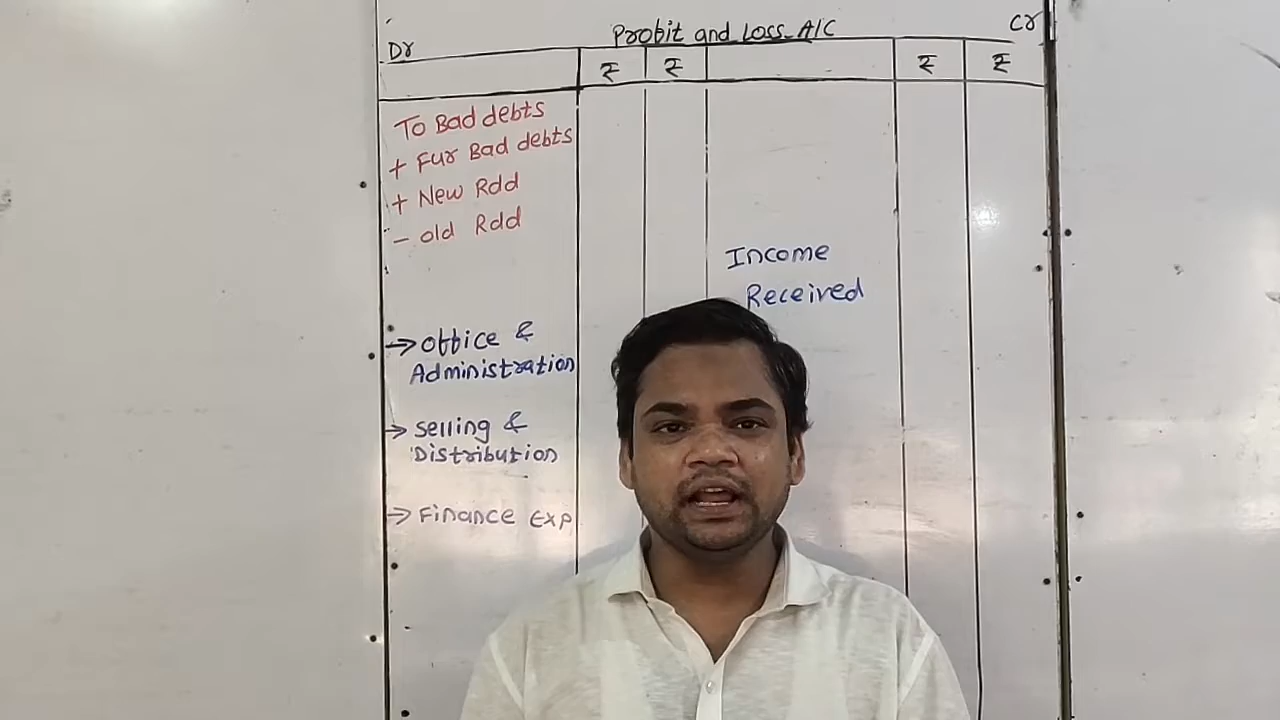 Profit and Loss A/C
Dr
Cr
₹ ₹ ₹ ₹
To Bad debts
+ Fur Bad debts
+ New Rdd
- old Rdd
Income
Received
→ office &
Administration
→ selling &
Distribution
→ Finance Exp